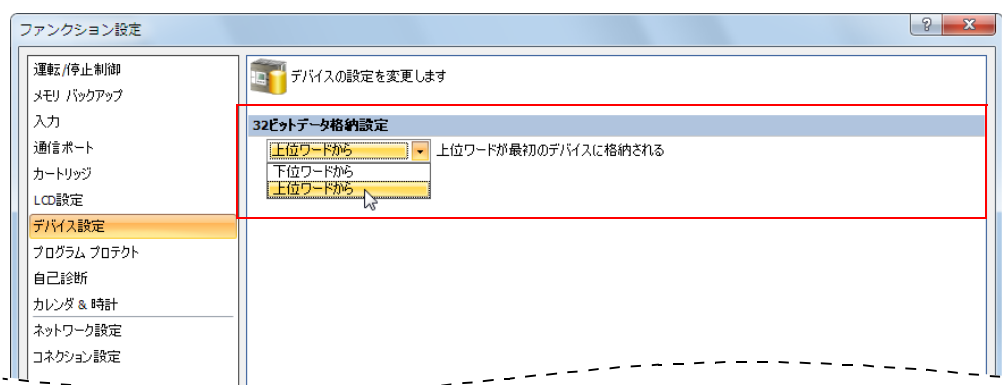 ファンクション設定
運転/停止制御
メモリ バックアップ
入力
通信ポート
カートリッジ
LCD設定
デバイス設定
プログラム プロテクト
自己診断
カレンダ & 時計
ネットワーク設定
コネクション設定
デバイスの設定を変更します
32ビットデータ格納設定
上位ワードから 上位ワードが最初のデバイスに格納される
下位ワードから
上位ワードから